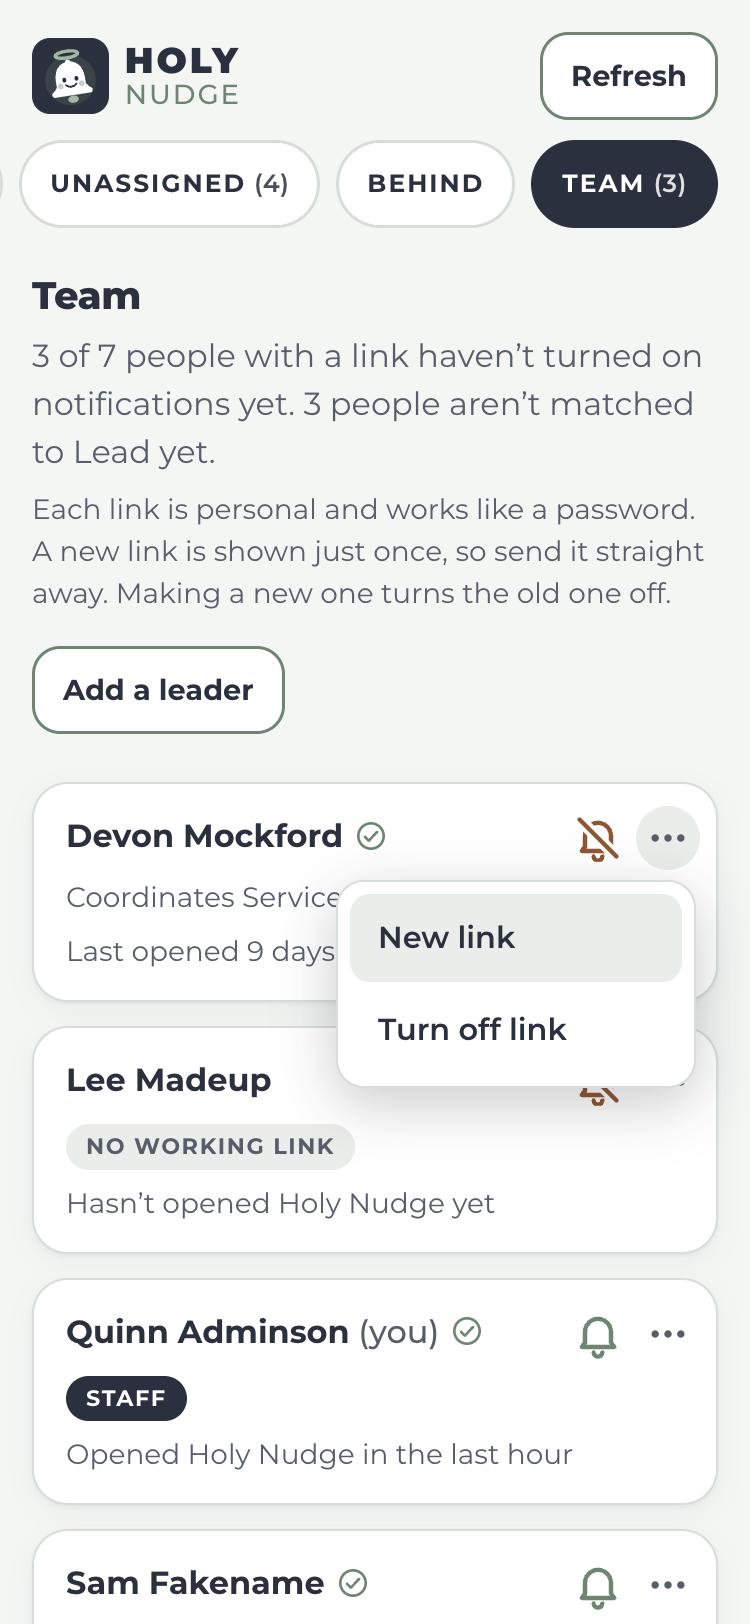 HOLY
NUDGE
Refresh
UNASSIGNED (4)
BEHIND
TEAM (3)
Team
3 of 7 people with a link haven’t turned on
notifications yet. 3 people aren’t matched
to Lead yet.
Each link is personal and works like a password.
A new link is shown just once, so send it straight
away. Making a new one turns the old one off.
Add a leader
Devon Mockford
Coordinates Service
Last opened 9 days
New link
Turn off link
Lee Madeup
NO WORKING LINK
Hasn’t opened Holy Nudge yet
Quinn Adminson (you)
STAFF
Opened Holy Nudge in the last hour
Sam Fakename